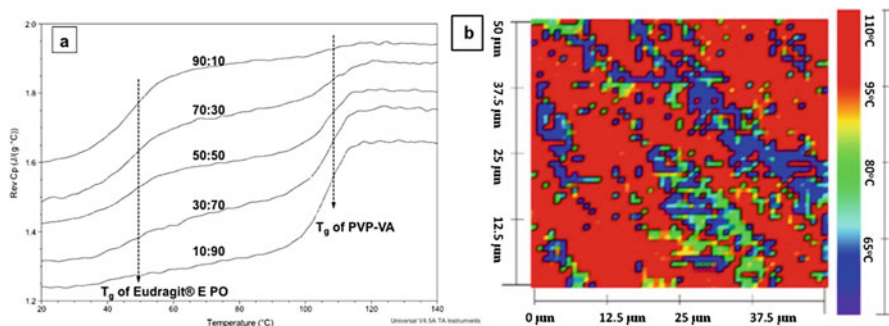 a
2.0
1.8
1.6
1.4
1.2
Rev Cp (J/(g °C))
90:10
70:30
50:50
30:70
10:90
Tg of PVP-VA
Tg of Eudragit® E PO
20
40
60
80
100
120
140
Temperature (°C)
Universal V4.5A TA Instruments
b
50 µm
37.5 µm
25 µm
12.5 µm
0 µm
12.5 µm
25 µm
37.5 µm
110°C
95°C
80°C
65°C